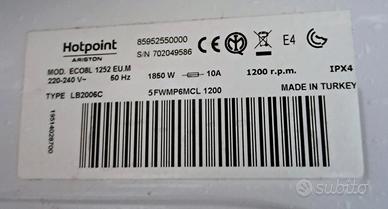 Hotpoint
ARISTON
85952550000
S/N 702049586
E4
MOD. ECO8L 1252 EU.M
220-240 V~ 50 Hz
1850 W 10A
1200 r.p.m.
IPX4
MADE IN TURKEY
TYPE LB2006C
5FWMP6MCL 1200
19514028700
subito